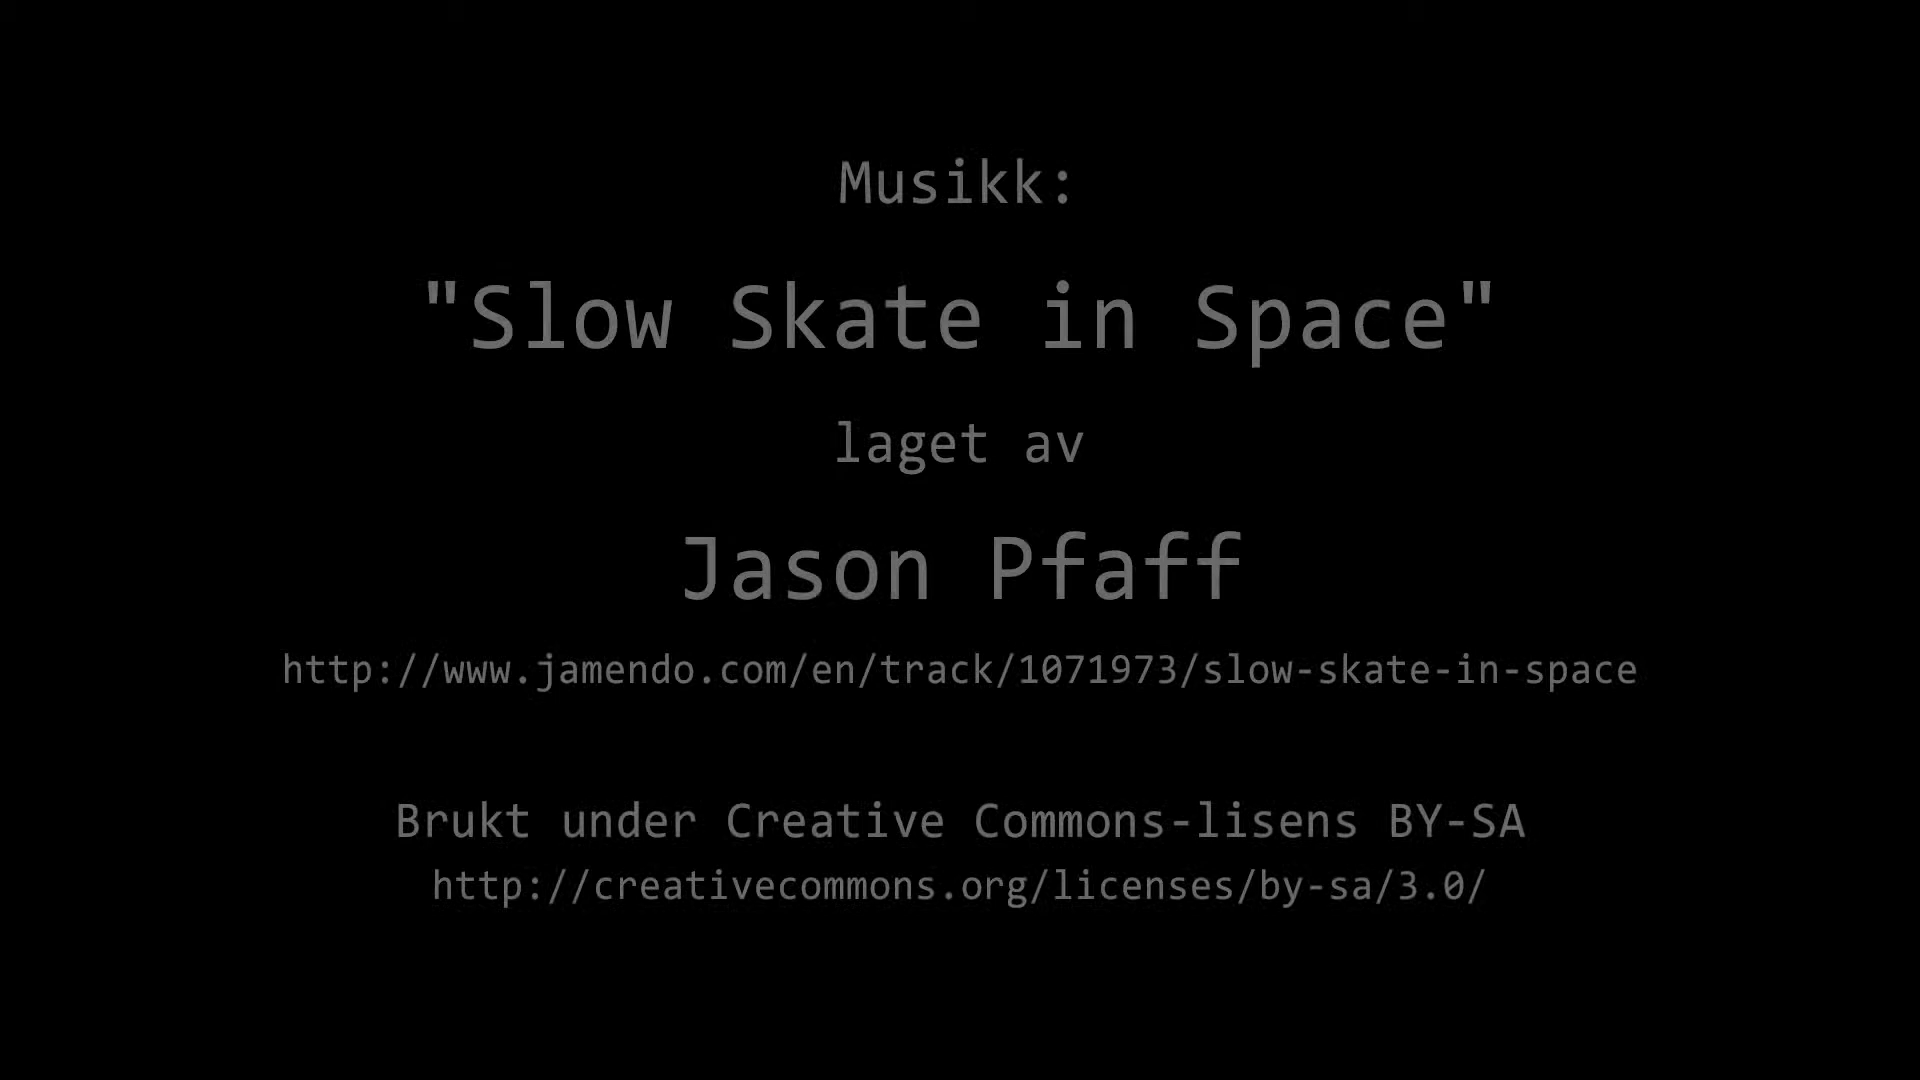 Musikk:
"Slow Skate in Space"
laget av
Jason Pfaff
http://www.jamendo.com/en/track/1071973/slow-skate-in-space
Brukt under Creative Commons-lisens BY-SA
http://creativecommons.org/licenses/by-sa/3.0/